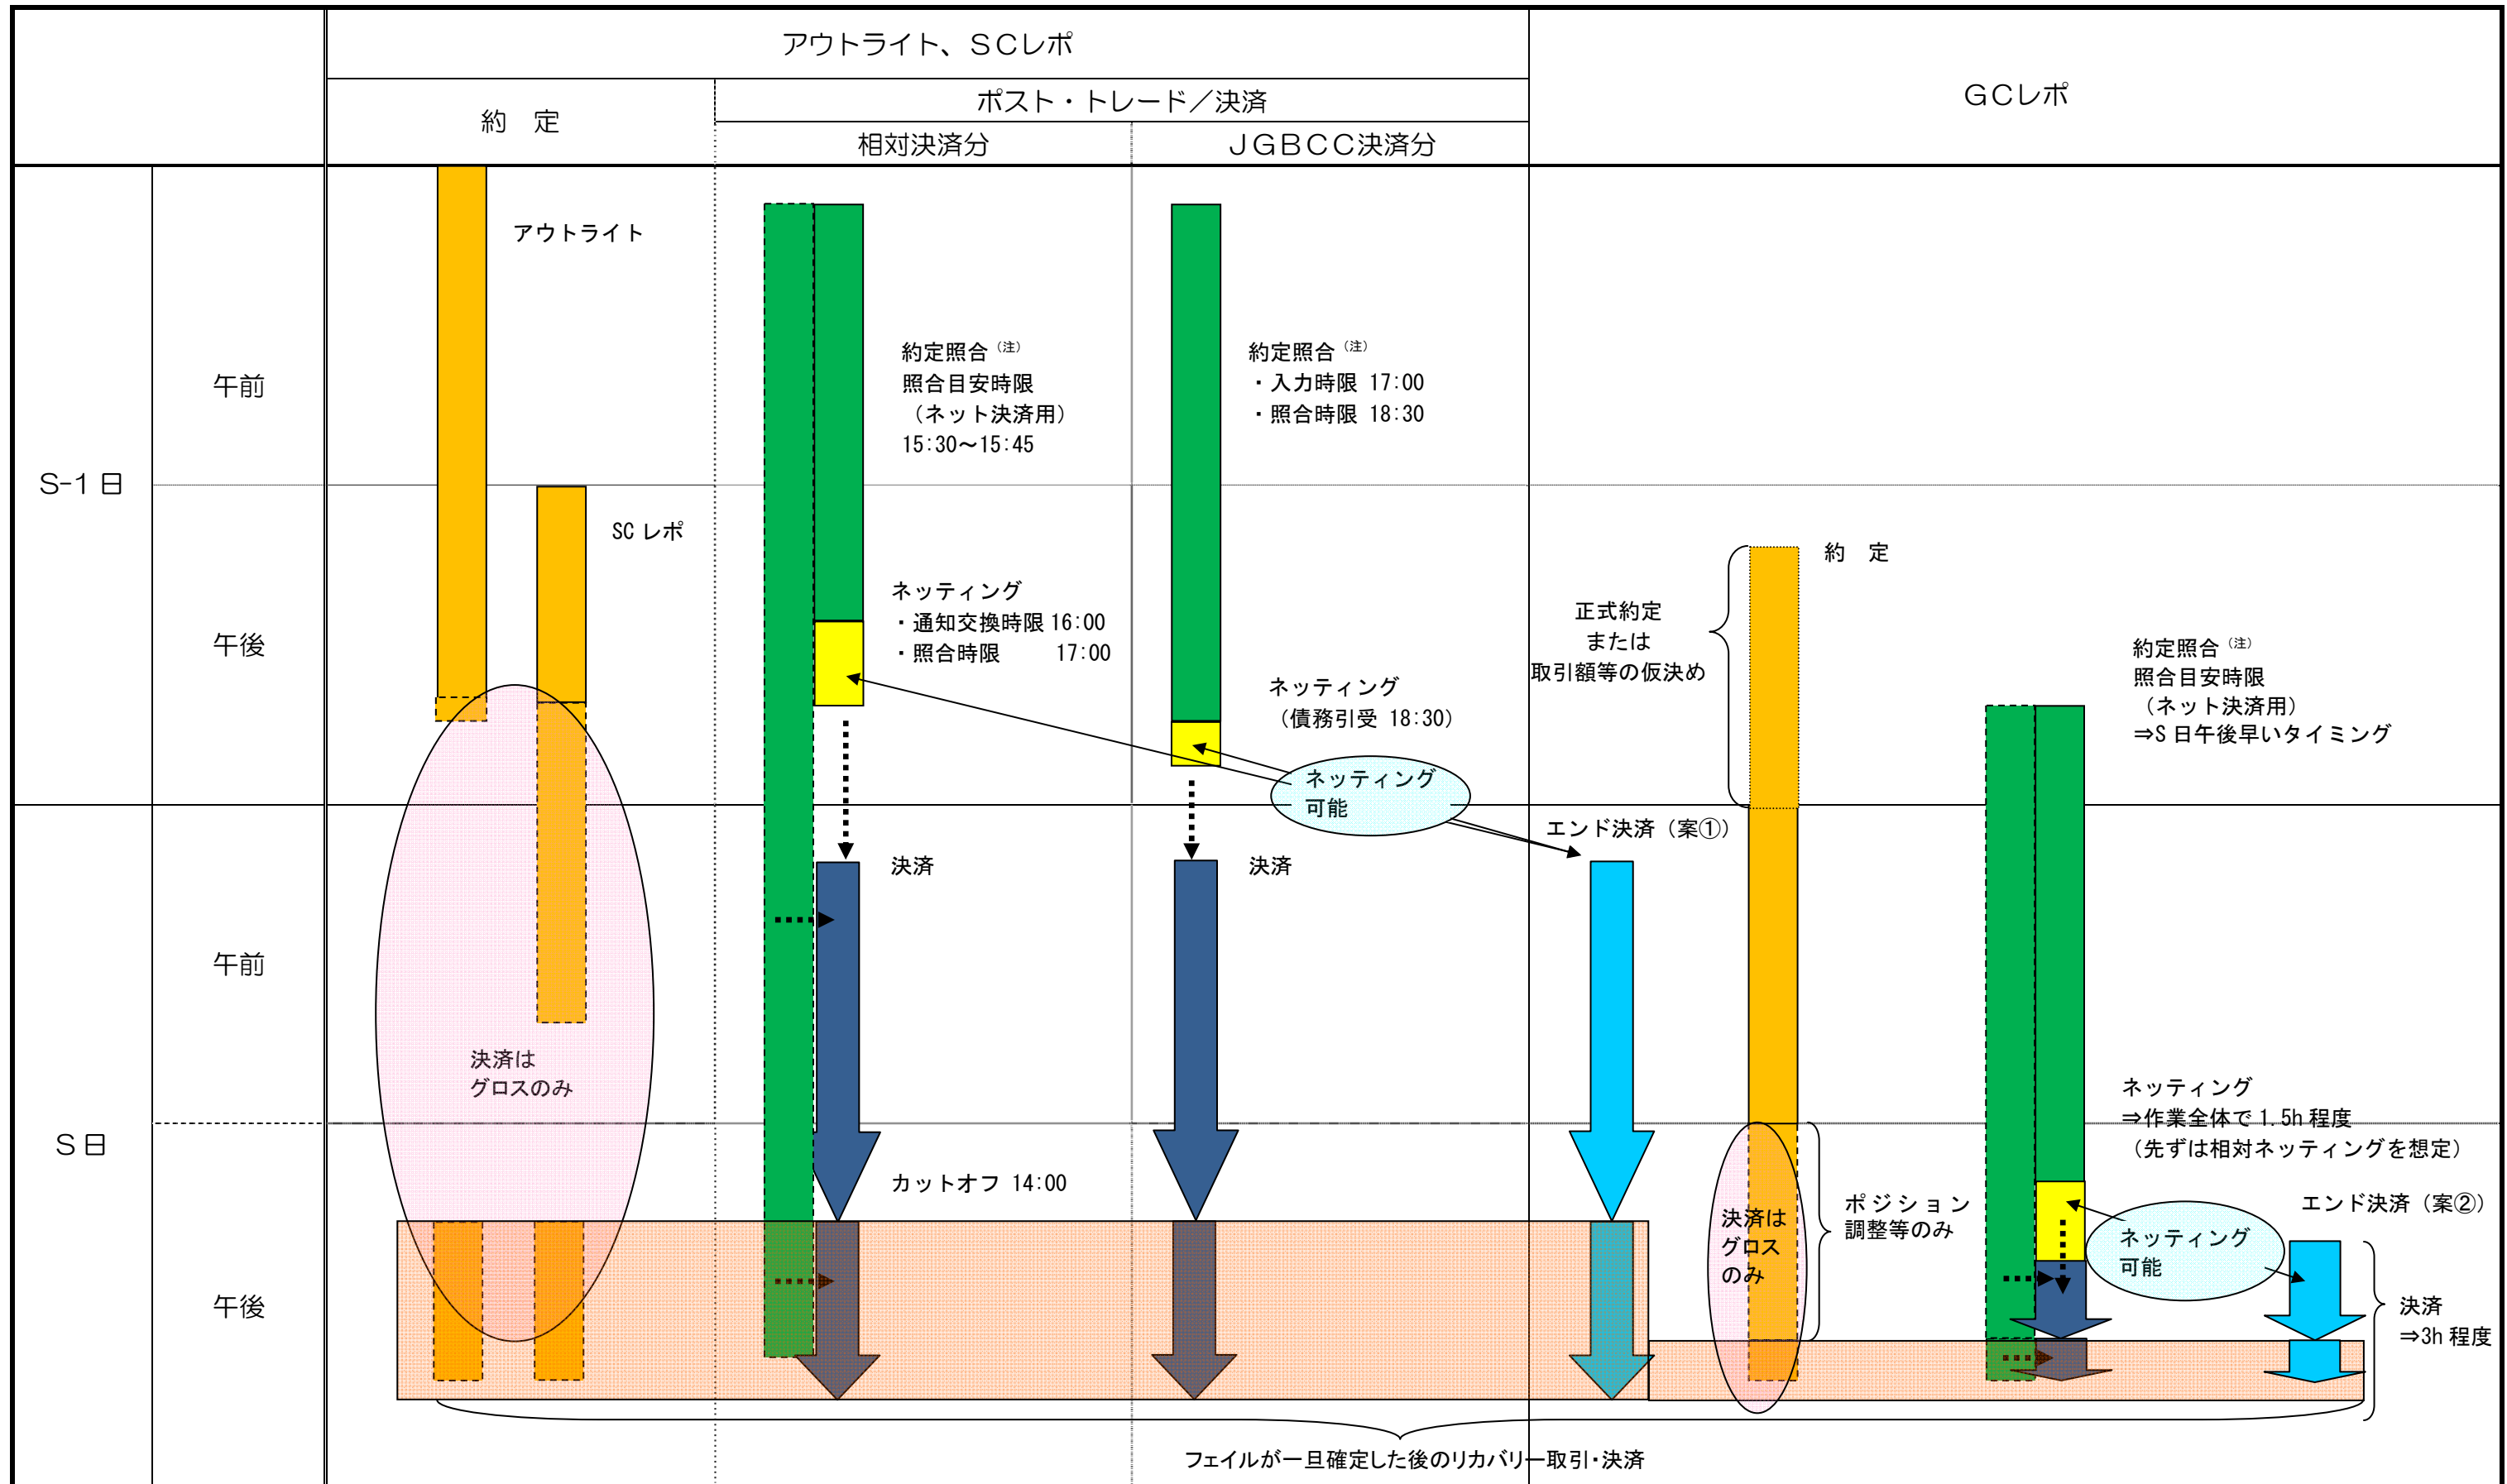 アウトライト、ＳＣレポ
ＧＣレポ
約　定
ポスト・トレード／決済
相対決済分
ＪＧＢＣＣ決済分
S-1 日
午前
午後
アウトライト
SC レポ
約定照合（注）
照合目安時限
（ネット決済用）
15:30～15:45
約定照合（注）
・入力時限 17:00
・照合時限 18:30
ネッティング
・通知交換時限 16:00
・照合時限　　 17:00
ネッティング
（債務引受 18:30）
ネッティング
可能
正式約定
または
取引額等の仮決め
約　定
約定照合（注）
照合目安時限
（ネット決済用）
⇒S 日午後早いタイミング
Ｓ日
午前
午後
決済は
グロスのみ
決済
決済
エンド決済（案①）
カットオフ 14:00
決済は
グロス
のみ
ポジション
調整等のみ
ネッティング
⇒作業全体で 1.5h 程度
（先ずは相対ネッティングを想定）
エンド決済（案②）
ネッティング
可能
決済
⇒3h 程度
フェイルが一旦確定した後のリカバリー取引・決済